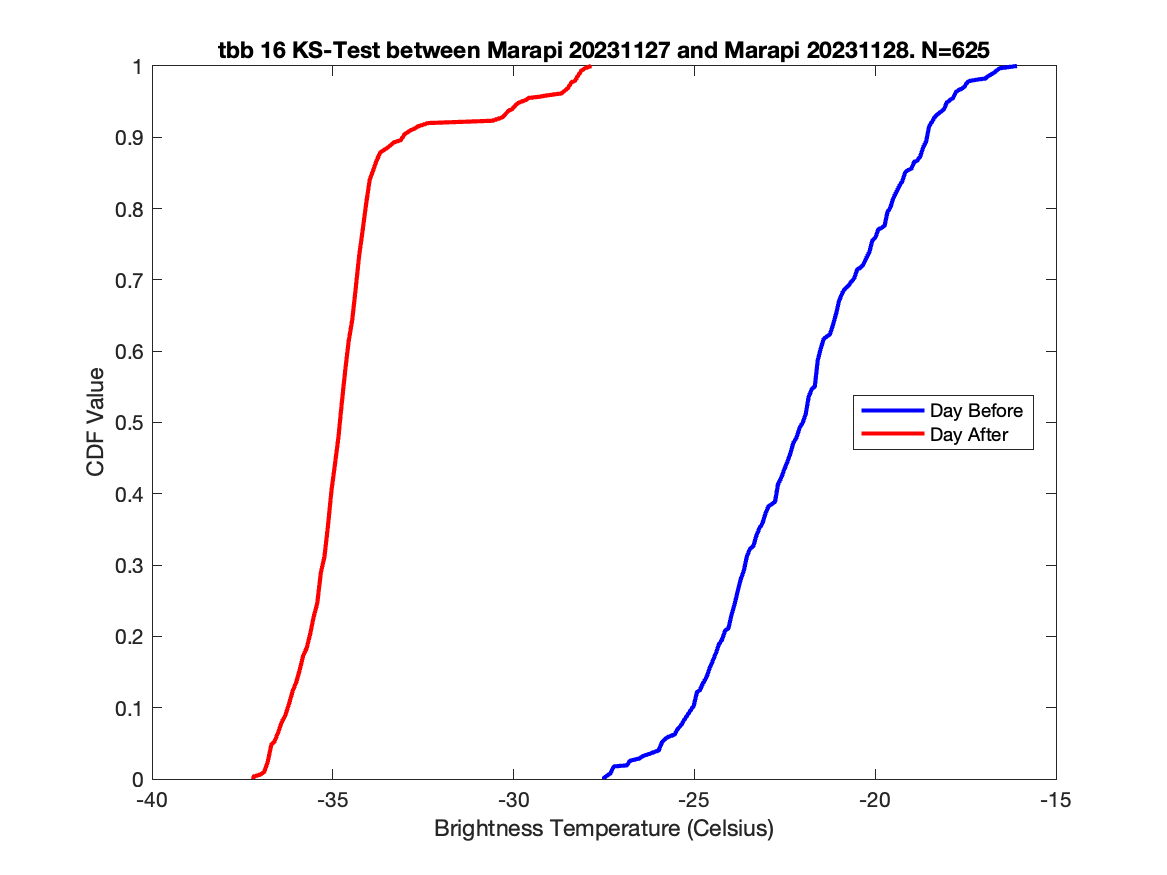 tbb 16 KS-Test between Marapi 20231127 and Marapi 20231128. N=625
1
0.9
0.8
0.7
0.6
0.5
0.4
0.3
0.2
0.1
0
CDF Value
Day Before
Day After
-40 -35 -30 -25 -20 -15
Brightness Temperature (Celsius)